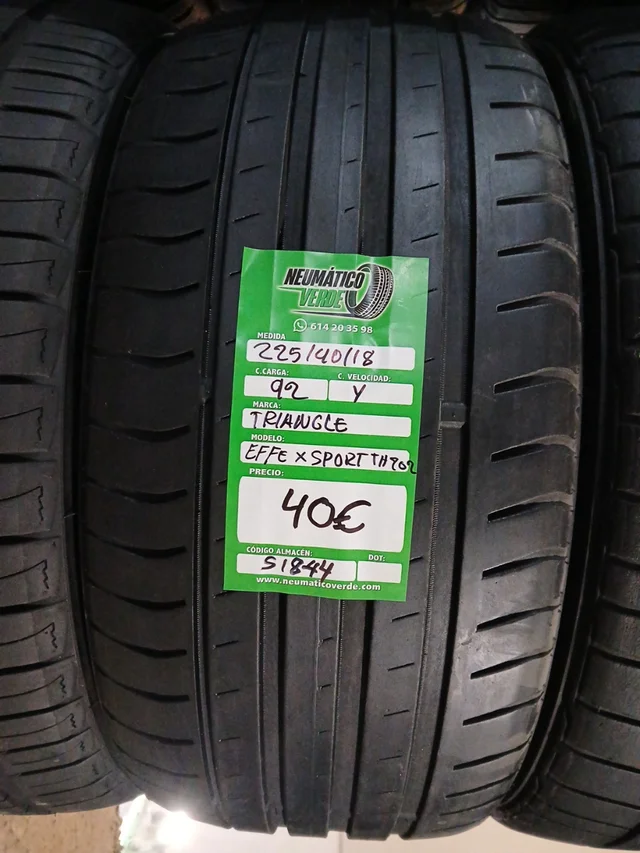 NEUMÁTICO
VERDE
614 20 35 98
MEDIDA
225/40/18
C.CARGA: C. VELOCIDAD:
92 Y
MARCA:
TRIANGLE
MODELO:
EFFE X SPORT TH202
PRECIO:
40€
CÓDIGO ALMACÉN: DOT:
S1844
www.neumaticoverde.com